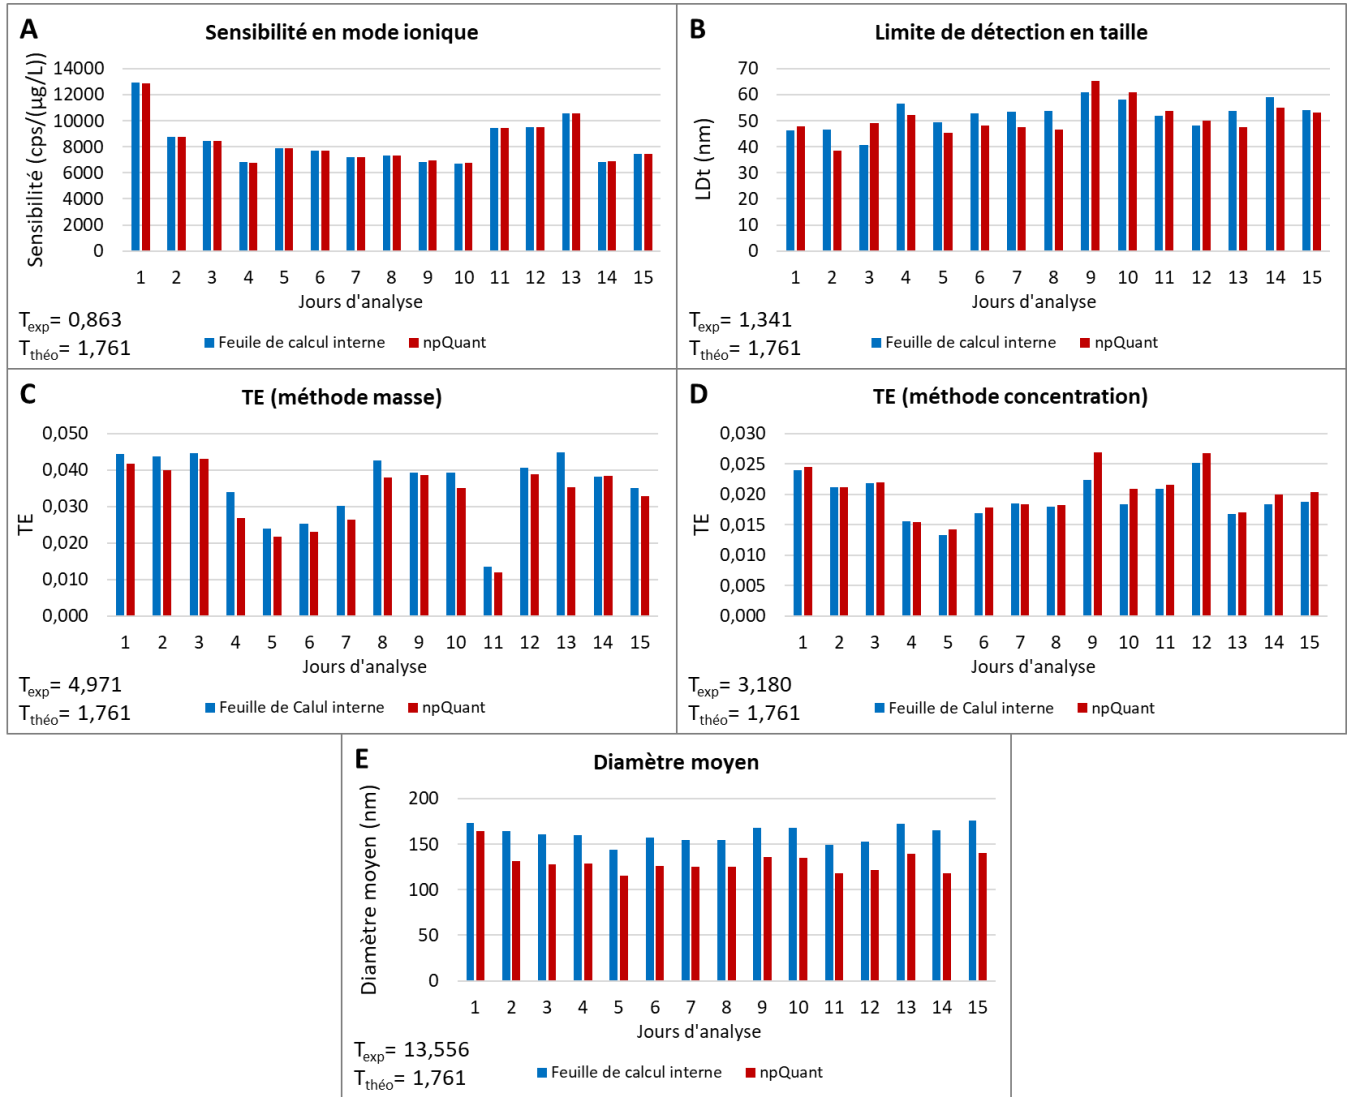 A
Sensibilité en mode ionique
Sensibilité (cps/(µg/L))
14000
12000
10000
8000
6000
4000
2000
0
1 2 3 4 5 6 7 8 9 10 11 12 13 14 15
Jours d'analyse
Texp= 0,863
Tthéo= 1,761
Feuille de calcul interne npQuant
B
Limite de détection en taille
LDt (nm)
70
60
50
40
30
20
10
0
1 2 3 4 5 6 7 8 9 10 11 12 13 14 15
Jours d'analyse
Texp= 1,341
Tthéo= 1,761
Feuille de calcul interne npQuant
C
TE (méthode masse)
TE
0,050
0,040
0,030
0,020
0,010
0,000
1 2 3 4 5 6 7 8 9 10 11 12 13 14 15
Jours d'analyse
Texp= 4,971
Tthéo= 1,761
Feuille de Calul interne npQuant
D
TE (méthode concentration)
TE
0,030
0,025
0,020
0,015
0,010
0,005
0,000
1 2 3 4 5 6 7 8 9 10 11 12 13 14 15
Jours d'analyse
Texp= 3,180
Tthéo= 1,761
Feuille de Calul interne npQuant
E
Diamètre moyen
Diamètre moyen (nm)
200
150
100
50
0
1 2 3 4 5 6 7 8 9 10 11 12 13 14 15
Jours d'analyse
Texp= 13,556
Tthéo= 1,761
Feuille de calcul interne npQuant